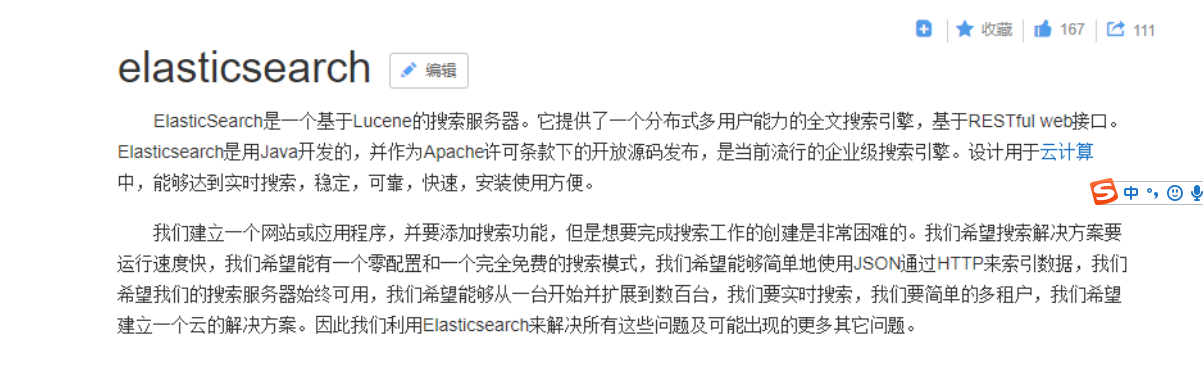 收藏 167 111
elasticsearch 编辑
ElasticSearch是一个基于Lucene的搜索服务器。它提供了一个分布式多用户能力的全文搜索引擎，基于RESTful web接口。
Elasticsearch是用Java开发的，并作为Apache许可条款下的开放源码发布，是当前流行的企业级搜索引擎。设计用于云计算
中，能够达到实时搜索，稳定，可靠，快速，安装使用方便。
中
我们建立一个网站或应用程序，并要添加搜索功能，但是想要完成搜索工作的创建是非常困难的。我们希望搜索解决方案要
运行速度快，我们希望能有一个零配置和一个完全免费的搜索模式，我们希望能够简单地使用JSON通过HTTP来索引数据，我们
希望我们的搜索服务器始终可用，我们希望能够从一台开始并扩展到数百台，我们要实时搜索，我们要简单的多租户，我们希望
建立一个云的解决方案。因此我们利用Elasticsearch来解决所有这些问题及可能出现的更多其它问题。